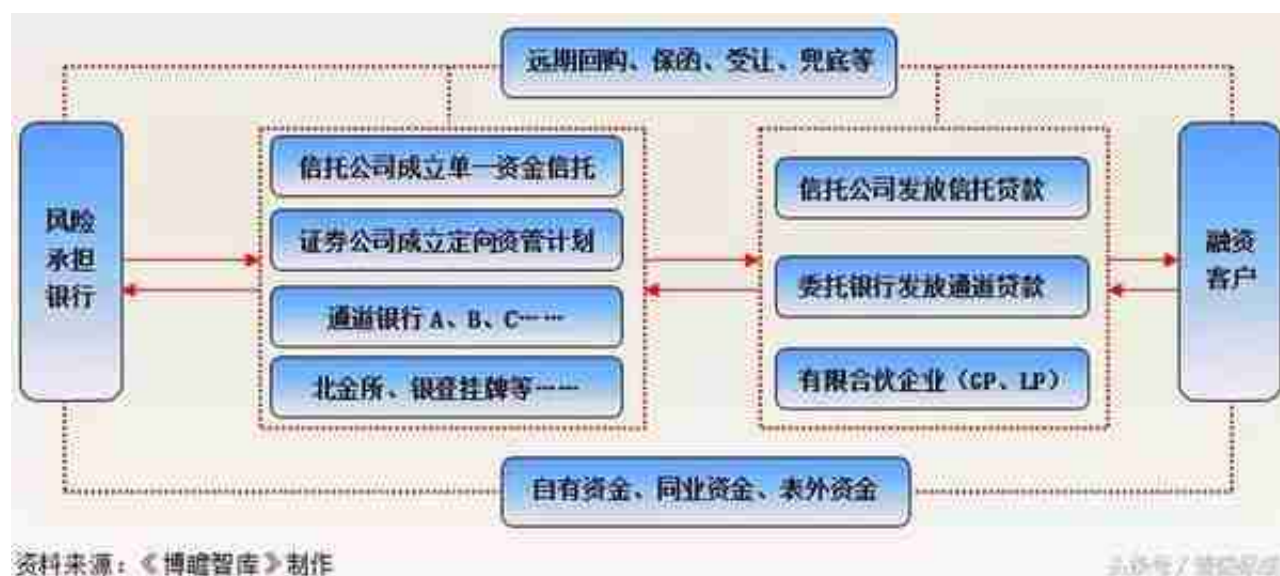 远期回购、保函、受让、兜底等
风险
承担
银行
信托公司成立单一资金信托
证券公司成立定向资管计划
通道银行 A、B、C……
北金所、银登挂牌等……
信托公司发放信托贷款
委托银行发放通道贷款
有限合伙企业（GP、LP）
融资
客户
自有资金、同业资金、表外资金
资料来源：《博瞻智库》制作